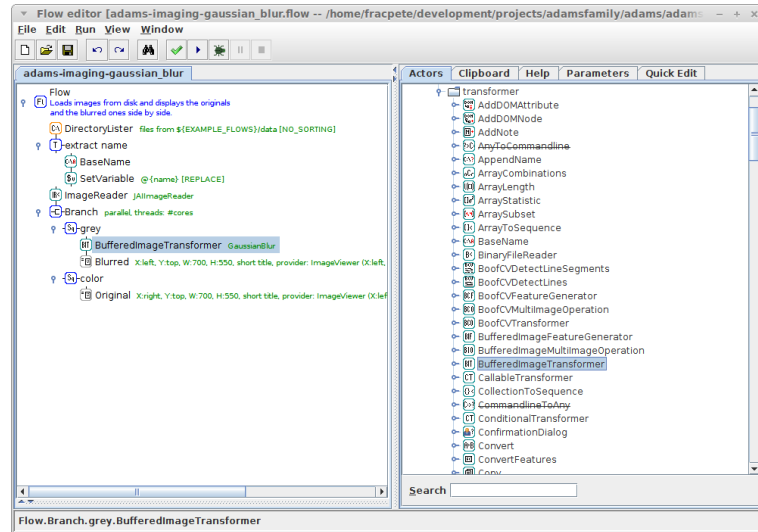 Flow editor [adams-imaging-gaussian_blur.flow -- /home/fracpete/development/projects/adamsfamily/adams/adams
File Edit Run View Window
adams-imaging-gaussian_blur
Flow
Loads images from disk and displays the originals
and the blurred ones side by side.
DirectoryLister files from ${EXAMPLE_FLOWS}/data [NO_SORTING]
extract name
BaseName
SetVariable @{name} [REPLACE]
ImageReader JAIImageReader
Branch parallel, threads: #cores
grey
BufferedImageTransformer GaussianBlur
Blurred X:left, Y:top, W:700, H:550, short title, provider: ImageViewer (X:left,
color
Original X:right, Y:top, W:700, H:550, short title, provider: ImageViewer (X:lef
Flow.Branch.grey.BufferedImageTransformer
Actors Clipboard Help Parameters Quick Edit
transformer
AddDOMAttribute
AddDOMNode
AddNote
AnyToCommandline
AppendName
ArrayCombinations
ArrayLength
ArrayStatistic
ArraySubset
ArrayToSequence
BaseName
BinaryFileReader
BoofCVDetectLineSegments
BoofCVDetectLines
BoofCVFeatureGenerator
BoofCVMultiImageOperation
BoofCVTransformer
BufferedImageFeatureGenerator
BufferedImageMultiImageOperation
BufferedImageTransformer
CallableTransformer
CollectionToSequence
CommandlineToAny
ConditionalTransformer
ConfirmationDialog
Convert
ConvertFeatures
Copy
Search